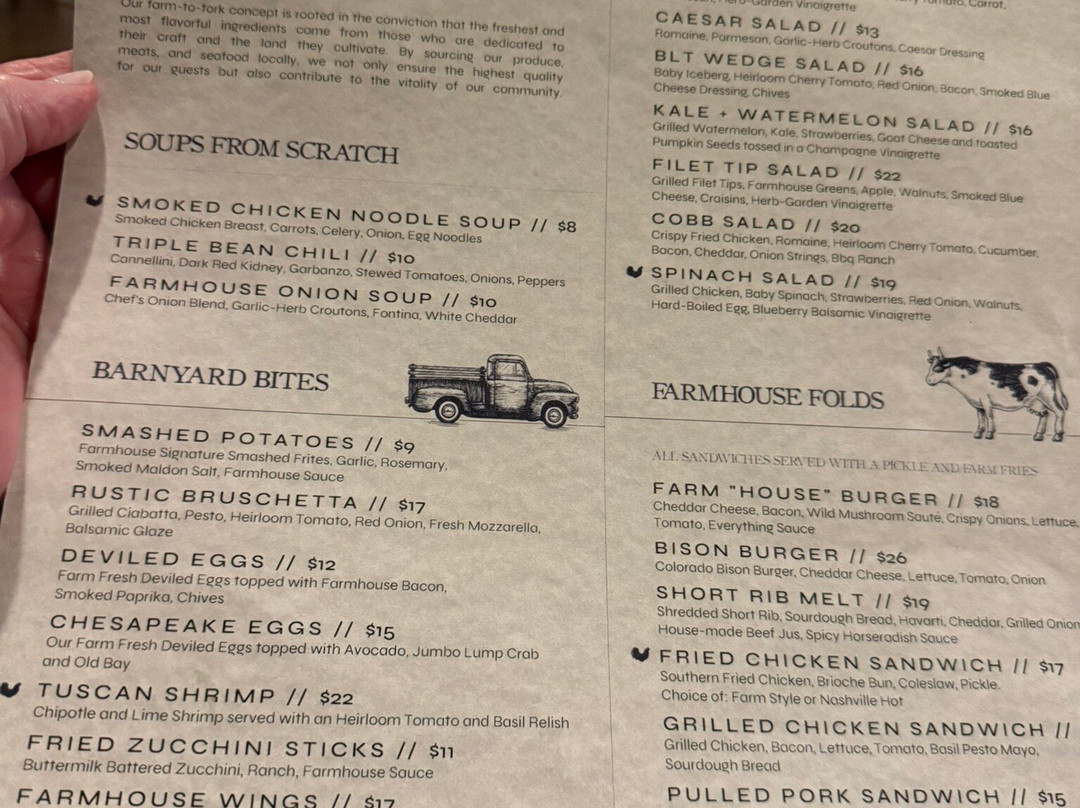 Our farm-to-fork concept is rooted in the conviction that the freshest and
most flavorful ingredients come from those who are dedicated to
their craft and the land they cultivate. By sourcing our produce,
meats, and seafood locally, we not only ensure the highest quality
for our guests but also contribute to the vitality of our community.
SOUPS FROM SCRATCH
SMOKED CHICKEN NOODLE SOUP // $8
Smoked Chicken Breast, Carrots, Celery, Onion, Egg Noodles
TRIPLE BEAN CHILI // $10
Cannellini, Dark Red Kidney, Garbanzo, Stewed Tomatoes, Onions, Peppers
FARMHOUSE ONION SOUP // $10
Chef's Onion Blend, Garlic-Herb Croutons, Fontina, White Cheddar
BARNYARD BITES
SMASHED POTATOES // $9
Farmhouse Signature Smashed Frites, Garlic, Rosemary,
Smoked Maldon Salt, Farmhouse Sauce
RUSTIC BRUSCHETTA // $17
Grilled Ciabatta, Pesto, Heirloom Tomato, Red Onion, Fresh Mozzarella,
Balsamic Glaze
DEVILED EGGS // $12
Farm Fresh Deviled Eggs topped with Farmhouse Bacon,
Smoked Paprika, Chives
CHESAPEAKE EGGS // $15
Our Farm Fresh Deviled Eggs topped with Avocado, Jumbo Lump Crab
and Old Bay
TUSCAN SHRIMP // $22
Chipotle and Lime Shrimp served with an Heirloom Tomato and Basil Relish
FRIED ZUCCHINI STICKS // $11
Buttermilk Battered Zucchini, Ranch, Farmhouse Sauce
FARMHOUSE WINGS // $17
Tomato, Carrot,
Herb-Garden Vinaigrette
CAESAR SALAD // $13
Romaine, Parmesan, Garlic-Herb Croutons, Caesar Dressing
BLT WEDGE SALAD // $16
Baby Iceberg, Heirloom Cherry Tomato, Red Onion, Bacon, Smoked Blue
Cheese Dressing, Chives
KALE + WATERMELON SALAD // $16
Grilled Watermelon, Kale, Strawberries, Goat Cheese and toasted
Pumpkin Seeds tossed in a Champagne Vinaigrette
FILET TIP SALAD // $22
Grilled Filet Tips, Farmhouse Greens, Apple, Walnuts, Smoked Blue
Cheese, Craisins, Herb-Garden Vinaigrette
COBB SALAD // $20
Crispy Fried Chicken, Romaine, Heirloom Cherry Tomato, Cucumber,
Bacon, Cheddar, Onion Strings, Bbq Ranch
SPINACH SALAD // $19
Grilled Chicken, Baby Spinach, Strawberries, Red Onion, Walnuts,
Hard-Boiled Egg, Blueberry Balsamic Vinaigrette
FARMHOUSE FOLDS
ALL SANDWICHES SERVED WITH A PICKLE AND FARM FRIES
FARM "HOUSE" BURGER // $18
Cheddar Cheese, Bacon, Wild Mushroom Sauté, Crispy Onions, Lettuce,
Tomato, Everything Sauce
BISON BURGER // $26
Colorado Bison Burger, Cheddar Cheese, Lettuce, Tomato, Onion
SHORT RIB MELT // $19
Shredded Short Rib, Sourdough Bread, Havarti, Cheddar, Grilled Onion
House-made Beef Jus, Spicy Horseradish Sauce
FRIED CHICKEN SANDWICH // $17
Southern Fried Chicken, Brioche Bun, Coleslaw, Pickle.
Choice of: Farm Style or Nashville Hot
GRILLED CHICKEN SANDWICH //
Grilled Chicken, Bacon, Lettuce, Tomato, Basil Pesto Mayo,
Sourdough Bread
PULLED PORK SANDWICH // $15